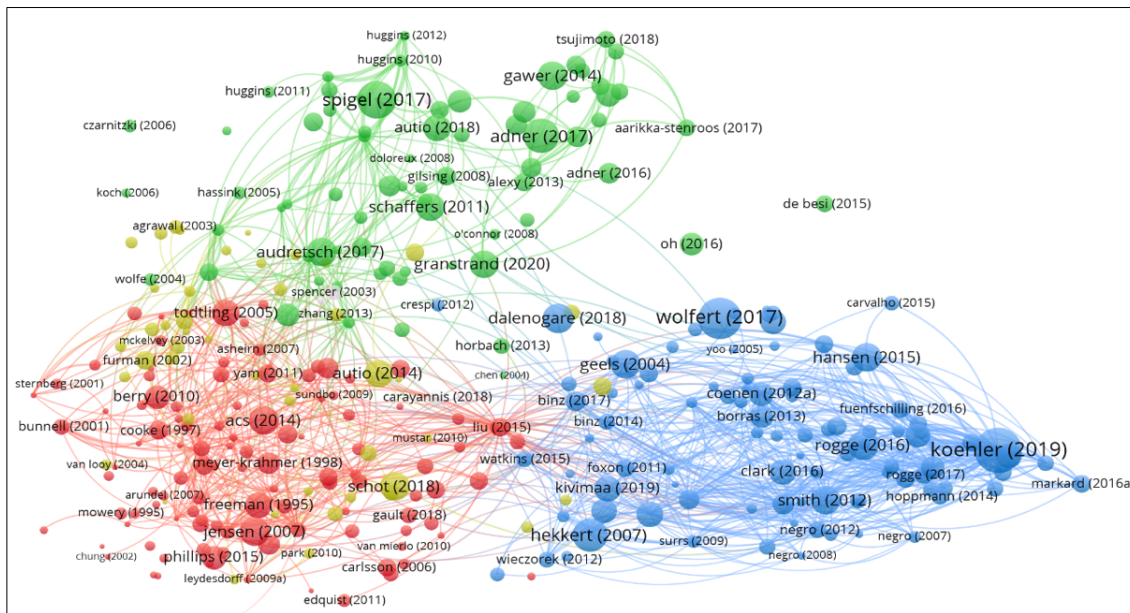 huggins (2012)
tsujimoto (2018)
huggins (2010)
gawer (2014)
huggins (2011)
spigel (2017)
czarnitzki (2006)
autio (2018)
adner (2017)
aarikka-stenroos (2017)
doloreux (2008)
gilsing (2008)
alexy (2013)
adner (2016)
koch (2006)
hassink (2005)
schaffers (2011)
de besi (2015)
agrawal (2003)
o'connor (2008)
oh (2016)
audretsch (2017)
granstrand (2020)
wolfe (2004)
spencer (2003)
crespi (2012)
carvalho (2015)
todtling (2005)
zhang (2013)
dalenogare (2018)
wolfert (2017)
mckelvey (2003)
asheirn (2007)
horbach (2013)
yoo (2005)
furman (2002)
hansen (2015)
geels (2004)
yam (2011)
autio (2014)
chen (2004)
sternberg (2001)
berry (2010)
sundbo (2009)
carayannis (2018)
binz (2017)
coenen (2012a)
fuenfschilling (2016)
bunnell (2001)
cooke (1997)
acs (2014)
liu (2015)
binz (2014)
borras (2013)
mustar (2010)
rogge (2016)
koehler (2019)
van looy (2004)
meyer-krahmer (1998)
watkins (2015)
foxon (2011)
clark (2016)
rogge (2017)
markard (2016a)
schot (2018)
kivimaa (2019)
hoppmann (2014)
arundel (2007)
freeman (1995)
smith (2012)
mowery (1995)
gault (2018)
jensen (2007)
hekkert (2007)
surrs (2009)
negro (2012)
negro (2007)
chung (2002)
phillips (2015)
park (2010)
van mierlo (2010)
wieczorek (2012)
negro (2008)
leydesdorff (2009a)
carlsson (2006)
edquist (2011)